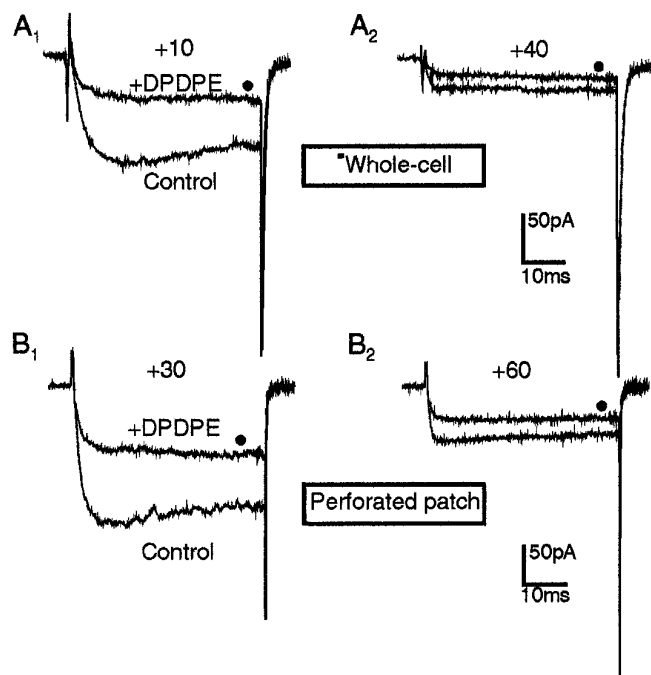 A1
+10
+DPDPE
Control
A2
+40
Whole-cell
50pA
10ms
B1
+30
+DPDPE
Control
B2
+60
Perforated patch
50pA
10ms